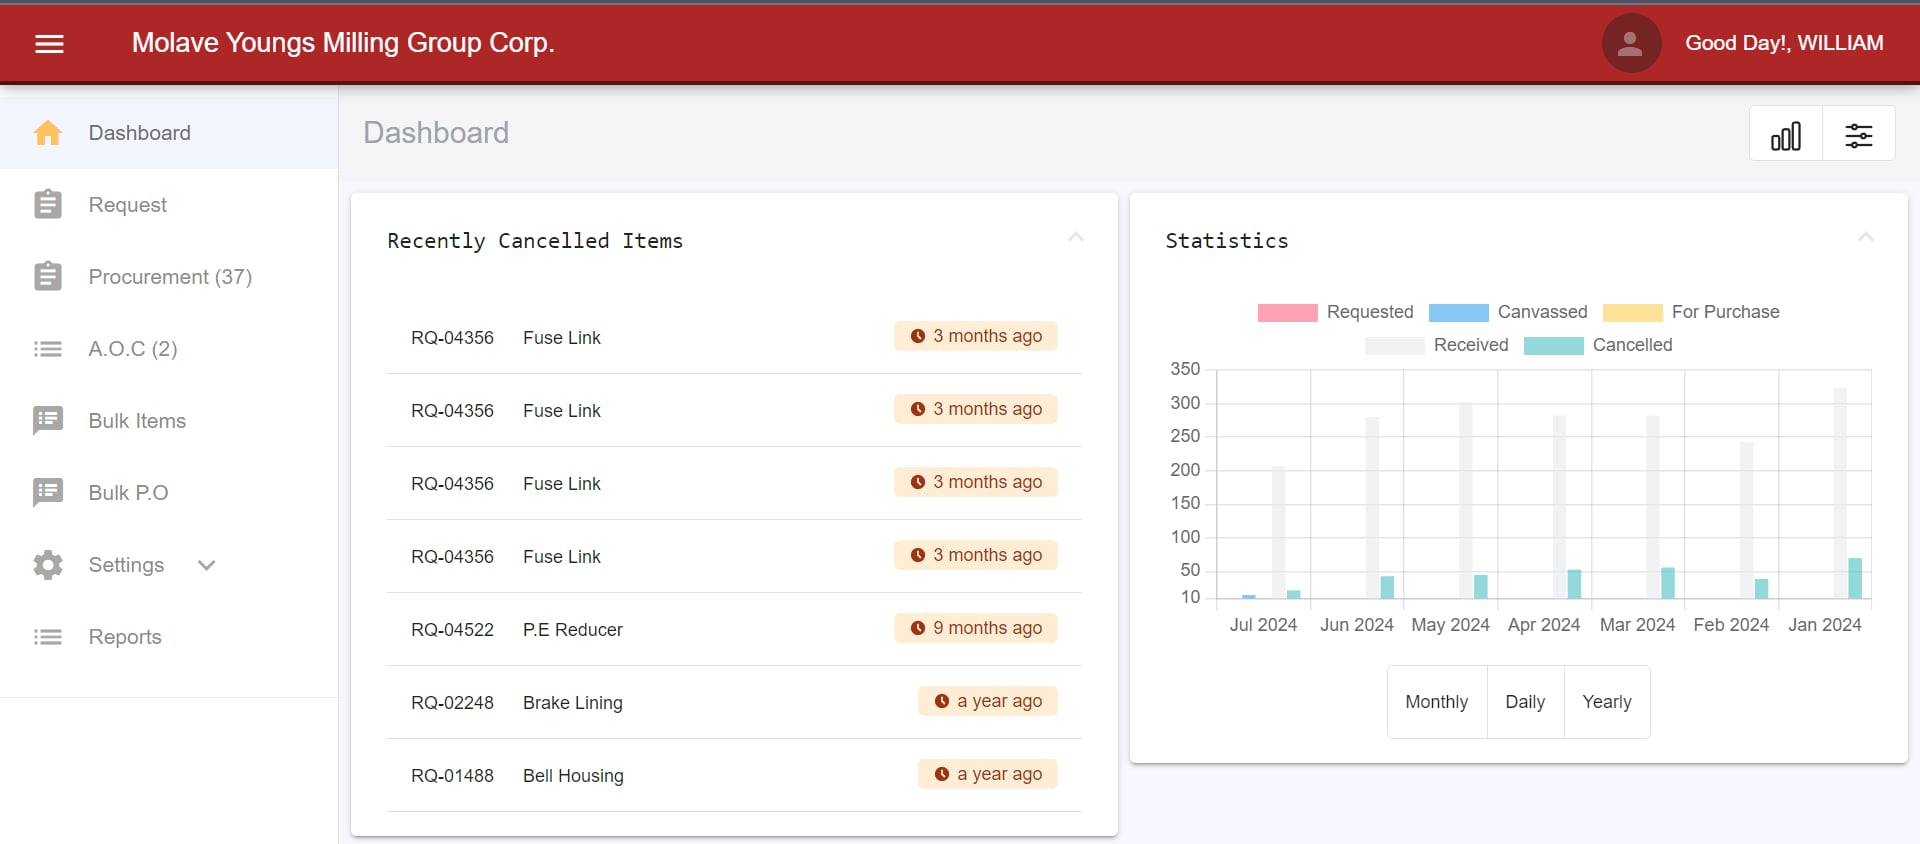 Molave Youngs Milling Group Corp.
Good Day!, WILLIAM
Dashboard
Request
Procurement (37)
A.O.C (2)
Bulk Items
Bulk P.O
Settings
Reports
Dashboard
Recently Cancelled Items
RQ-04356 Fuse Link 3 months ago
RQ-04356 Fuse Link 3 months ago
RQ-04356 Fuse Link 3 months ago
RQ-04356 Fuse Link 3 months ago
RQ-04522 P.E Reducer 9 months ago
RQ-02248 Brake Lining a year ago
RQ-01488 Bell Housing a year ago
Statistics
Requested Canvassed For Purchase
Received Cancelled
350
300
250
200
150
100
50
10
Jul 2024 Jun 2024 May 2024 Apr 2024 Mar 2024 Feb 2024 Jan 2024
Monthly Daily Yearly